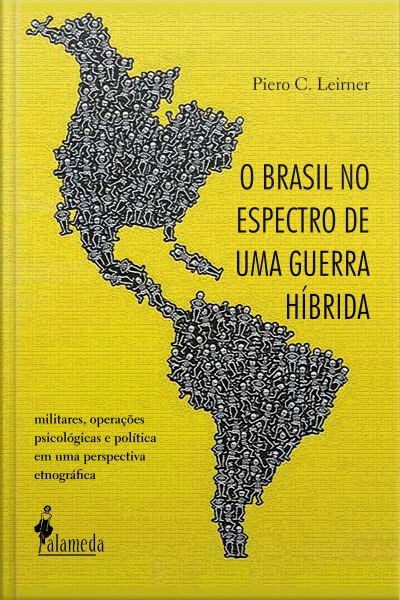 Piero C. Leirner
O BRASIL NO
ESPECTRO DE
UMA GUERRA
HÍBRIDA
militares, operações
psicológicas e política
em uma perspectiva
etnográfica
alameda